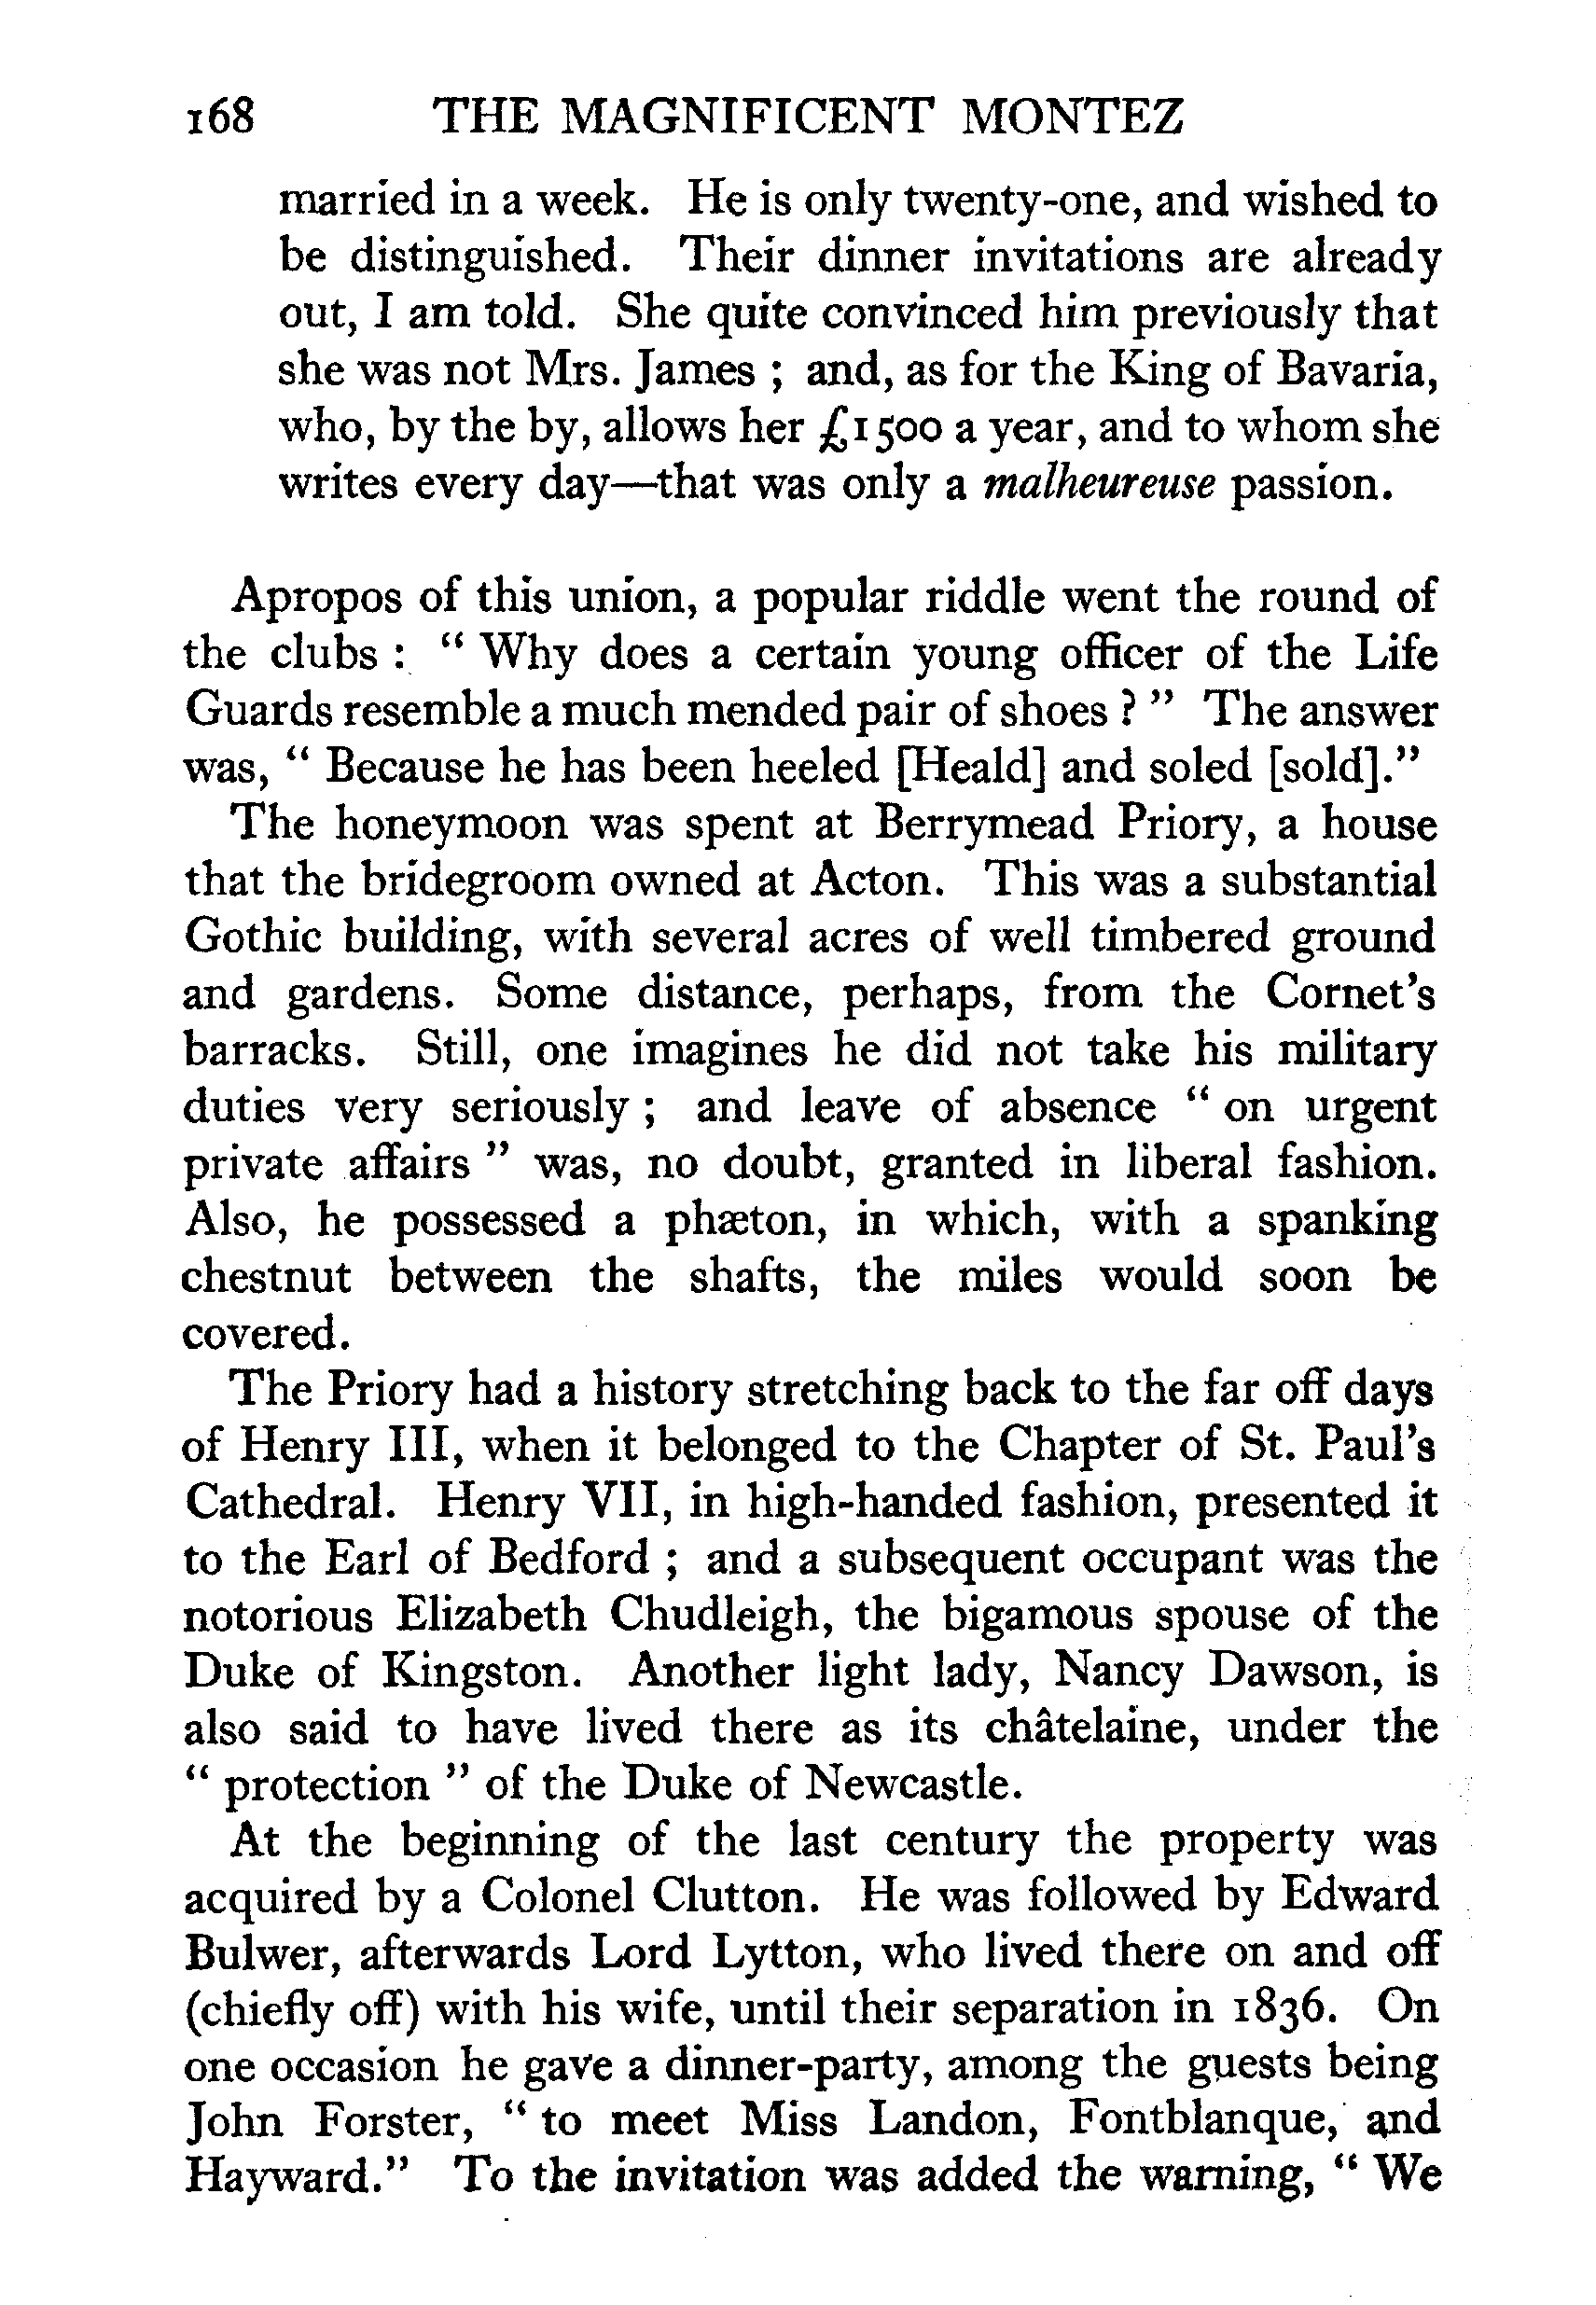 168 THE MAGNIFICENT MONTEZ
married in a week. He is only twenty-one, and wished to
be distinguished. Their dinner invitations are already
out, I am told. She quite convinced him previously that
she was not Mrs. James ; and, as for the King of Bavaria,
who, by the by, allows her £1500 a year, and to whom she
writes every day—that was only a malheureuse passion.
Apropos of this union, a popular riddle went the round of
the clubs : “ Why does a certain young officer of the Life
Guards resemble a much mended pair of shoes ? ” The answer
was, “ Because he has been heeled [Heald] and soled [sold].”
The honeymoon was spent at Berrymead Priory, a house
that the bridegroom owned at Acton. This was a substantial
Gothic building, with several acres of well timbered ground
and gardens. Some distance, perhaps, from the Cornet's
barracks. Still, one imagines he did not take his military
duties very seriously ; and leave of absence “ on urgent
private affairs ” was, no doubt, granted in liberal fashion.
Also, he possessed a phæton, in which, with a spanking
chestnut between the shafts, the miles would soon be
covered.
The Priory had a history stretching back to the far off days
of Henry III, when it belonged to the Chapter of St. Paul's
Cathedral. Henry VII, in high-handed fashion, presented it
to the Earl of Bedford ; and a subsequent occupant was the
notorious Elizabeth Chudleigh, the bigamous spouse of the
Duke of Kingston. Another light lady, Nancy Dawson, is
also said to have lived there as its châtelaine, under the
“ protection ” of the Duke of Newcastle.
At the beginning of the last century the property was
acquired by a Colonel Clutton. He was followed by Edward
Bulwer, afterwards Lord Lytton, who lived there on and off
(chiefly off) with his wife, until their separation in 1836. On
one occasion he gave a dinner-party, among the guests being
John Forster, “ to meet Miss Landon, Fontblanque, and
Hayward.” To the invitation was added the warning, “ We